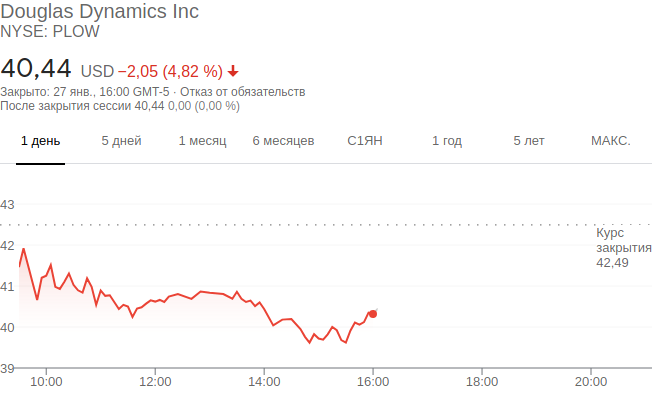 Douglas Dynamics Inc
NYSE: PLOW
40,44 USD −2,05 (4,82 %)
Закрыто: 27 янв., 16:00 GMT-5 · Отказ от обязательств
После закрытия сессии 40,44 0,00 (0,00 %)
1 день 5 дней 1 месяц 6 месяцев С1ЯН 1 год 5 лет МАКС.
43
Курс
закрытия
42,49
42
41
40
39
10:00 12:00 14:00 16:00 18:00 20:00